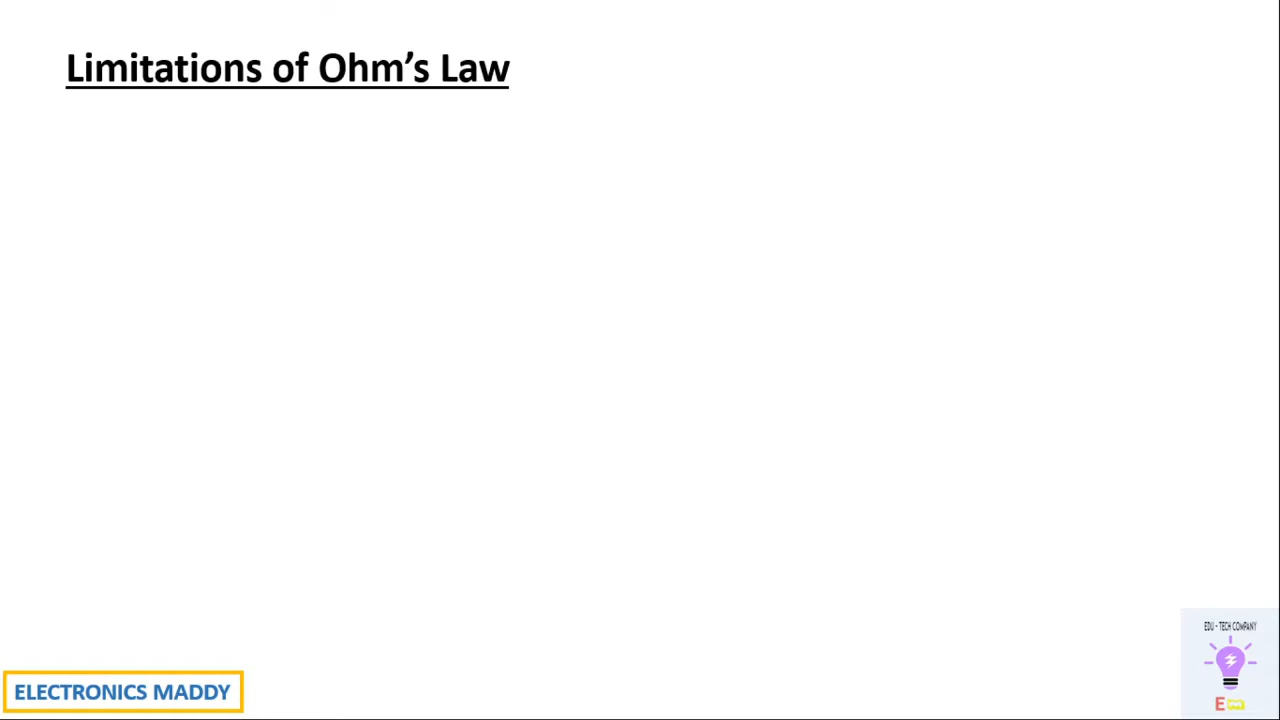 Limitations of Ohm’s Law
EDU - TECH COMPANY
ELECTRONICS MADDY
E